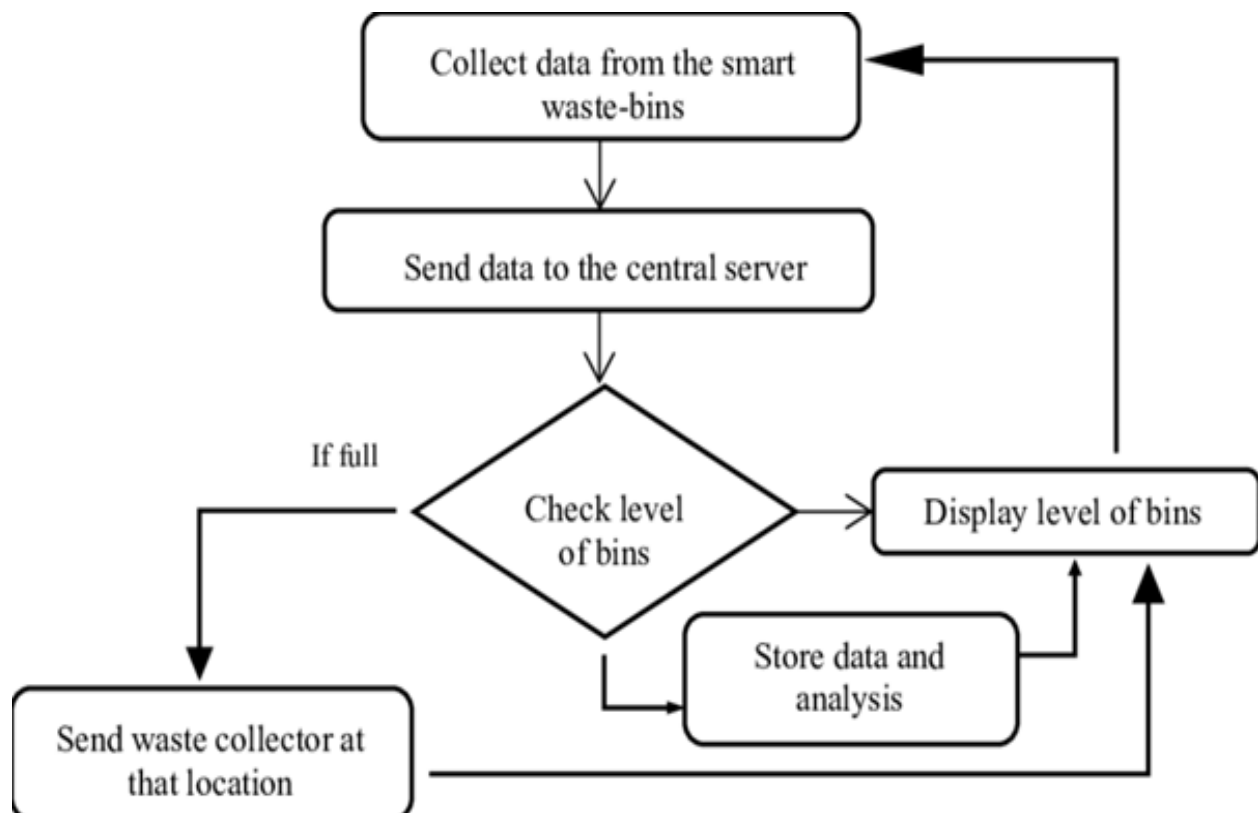 Collect data from the smart
waste-bins
Send data to the central server
If full
Check level
of bins
Display level of bins
Store data and
analysis
Send waste collector at
that location